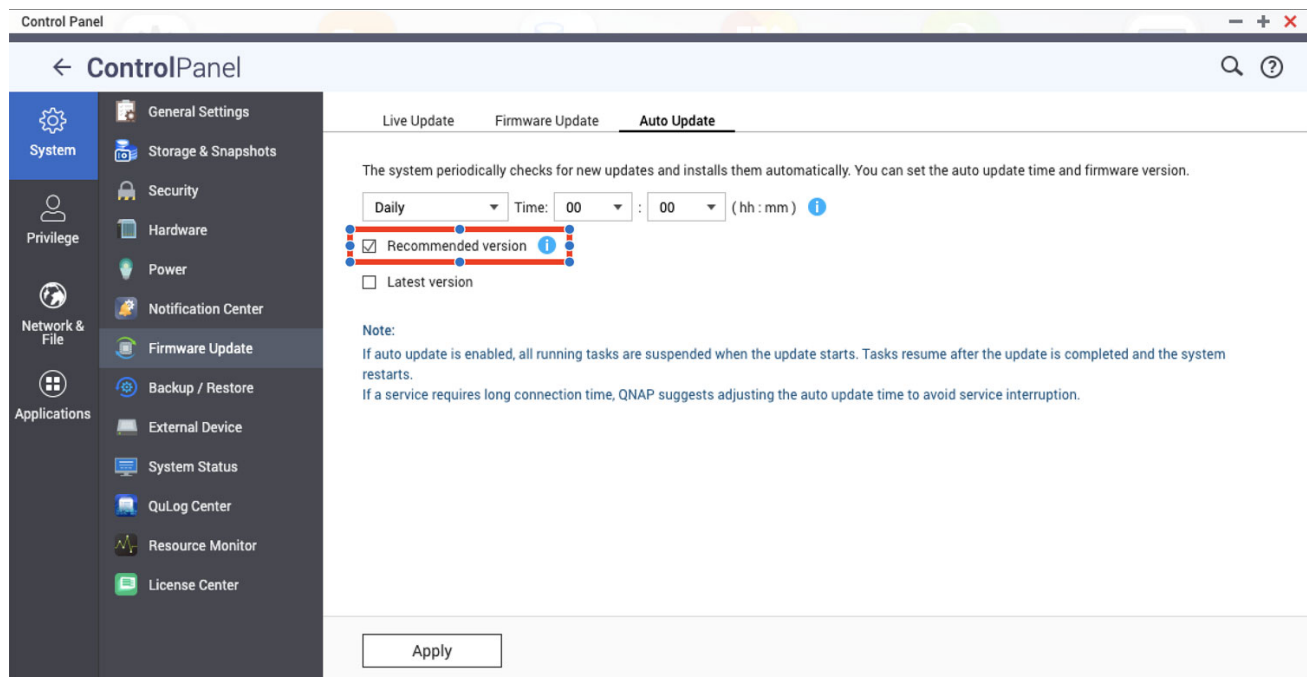 Control Panel
ControlPanel
System
Privilege
Network &
File
Applications
General Settings
Storage & Snapshots
Security
Hardware
Power
Notification Center
Firmware Update
Backup / Restore
External Device
System Status
QuLog Center
Resource Monitor
License Center
Live Update Firmware Update Auto Update
The system periodically checks for new updates and installs them automatically. You can set the auto update time and firmware version.
Daily Time: 00 : 00 ( hh : mm )
Recommended version
Latest version
Note:
If auto update is enabled, all running tasks are suspended when the update starts. Tasks resume after the update is completed and the system
restarts.
If a service requires long connection time, QNAP suggests adjusting the auto update time to avoid service interruption.
Apply